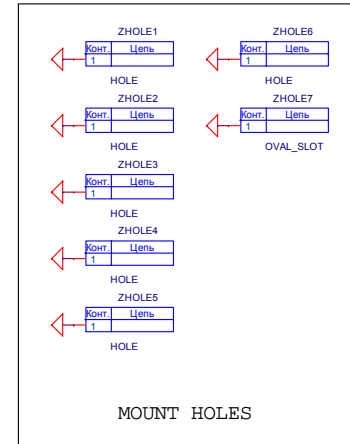 ZHOLE1
Конт. Цепь
1
HOLE
ZHOLE2
Конт. Цепь
1
HOLE
ZHOLE3
Конт. Цепь
1
HOLE
ZHOLE4
Конт. Цепь
1
HOLE
ZHOLE5
Конт. Цепь
1
HOLE
ZHOLE6
Конт. Цепь
1
HOLE
ZHOLE7
Конт. Цепь
1
OVAL_SLOT
MOUNT HOLES